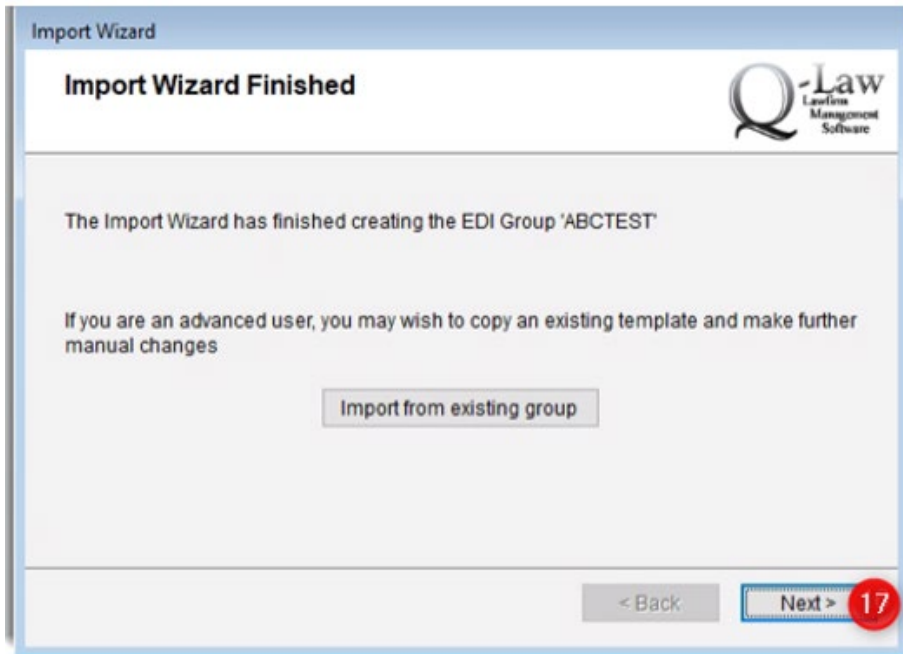 Import Wizard
Import Wizard Finished
Q-Law
Lawfirm
Management
Software
The Import Wizard has finished creating the EDI Group 'ABCTEST'
If you are an advanced user, you may wish to copy an existing template and make further
manual changes
Import from existing group
< Back
Next >
17